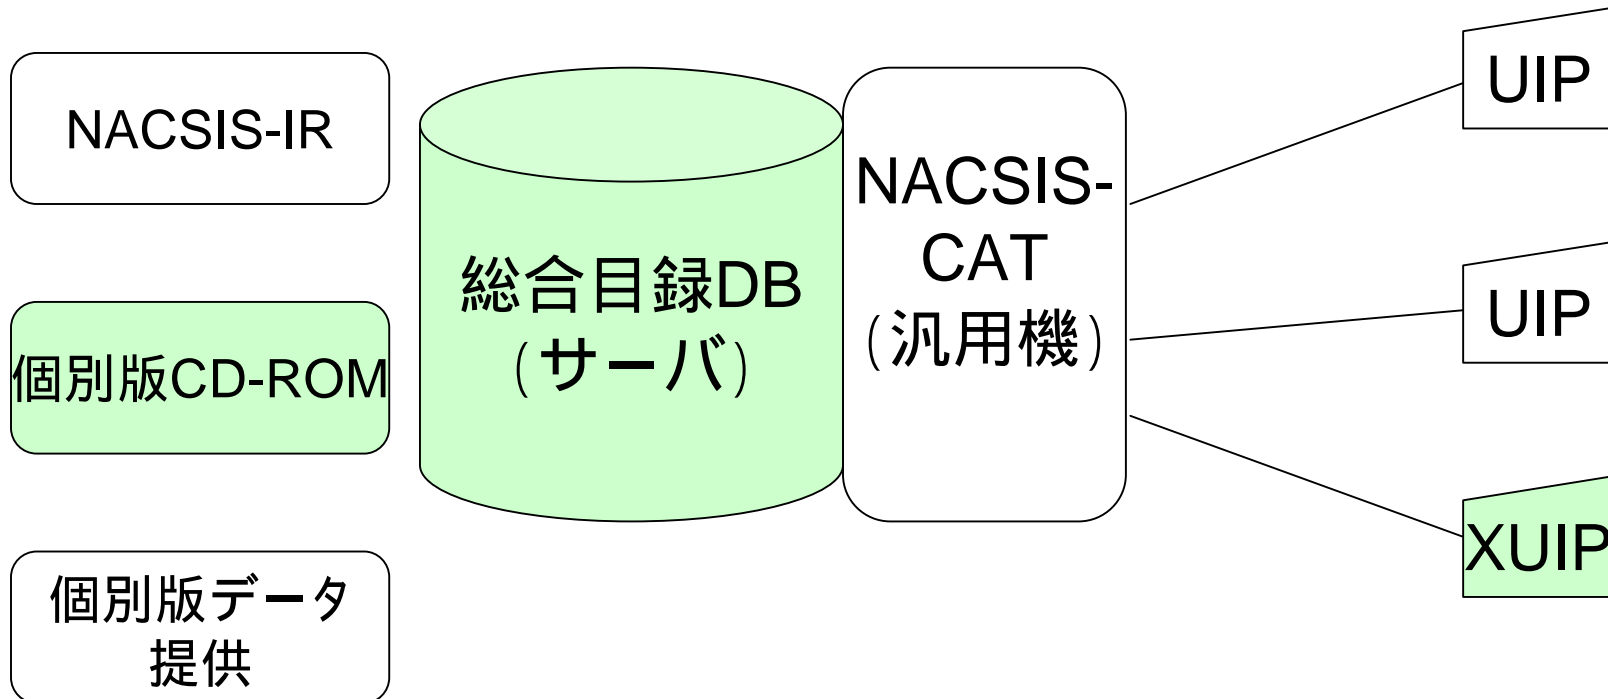 NACSIS-IR
個別版CD-ROM
個別版データ
提供
総合目録DB
(サーバ)
NACSIS-
CAT
(汎用機)
UIP
UIP
XUIP